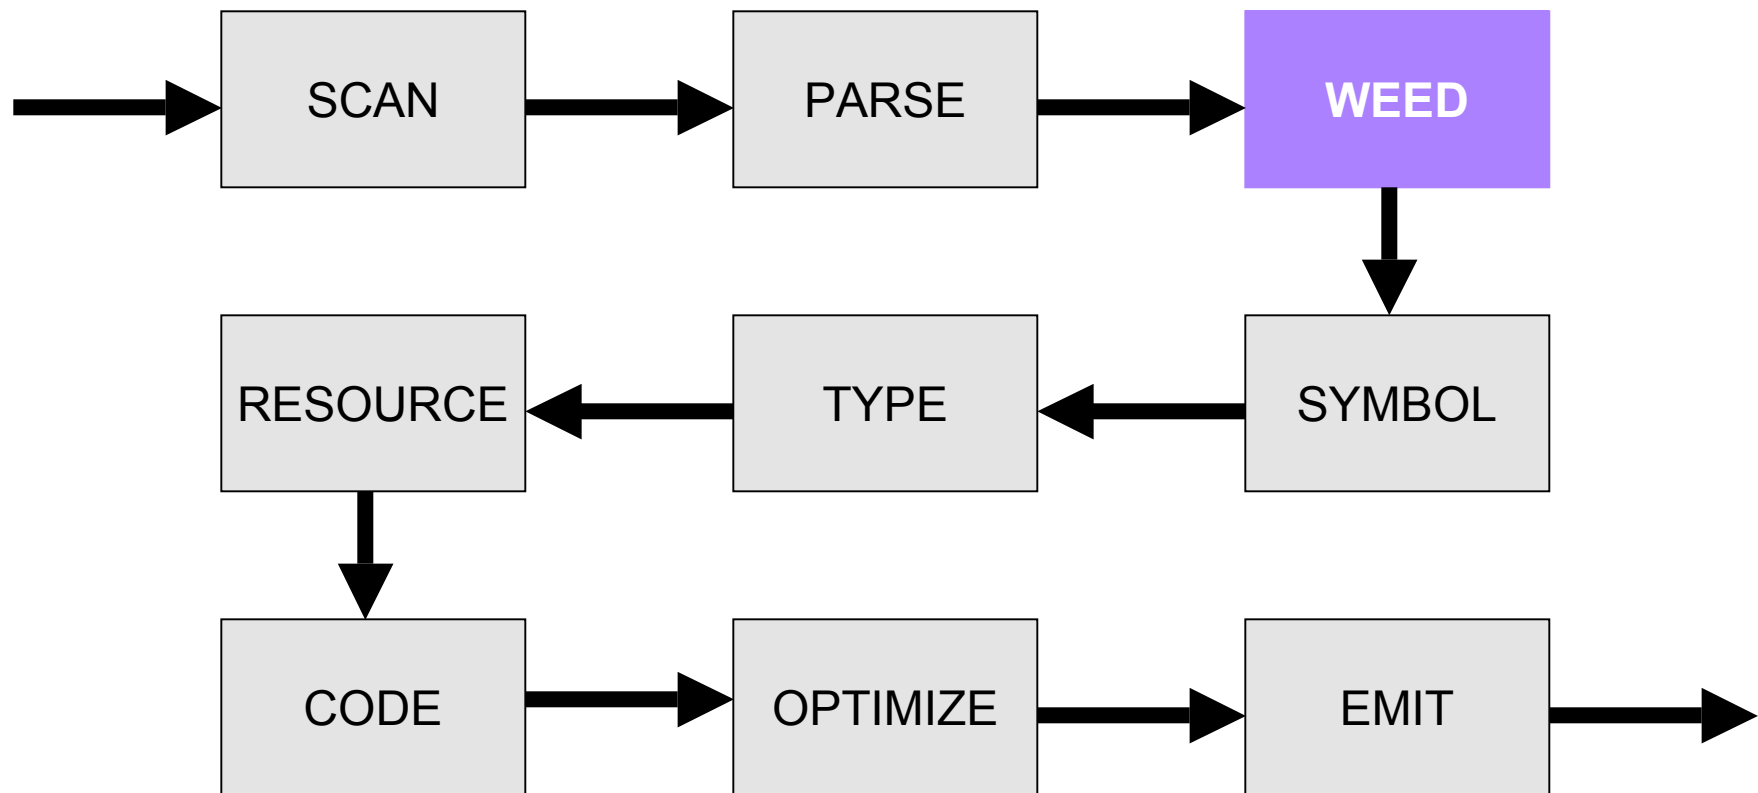 SCAN
PARSE
WEED
RESOURCE
TYPE
SYMBOL
CODE
OPTIMIZE
EMIT